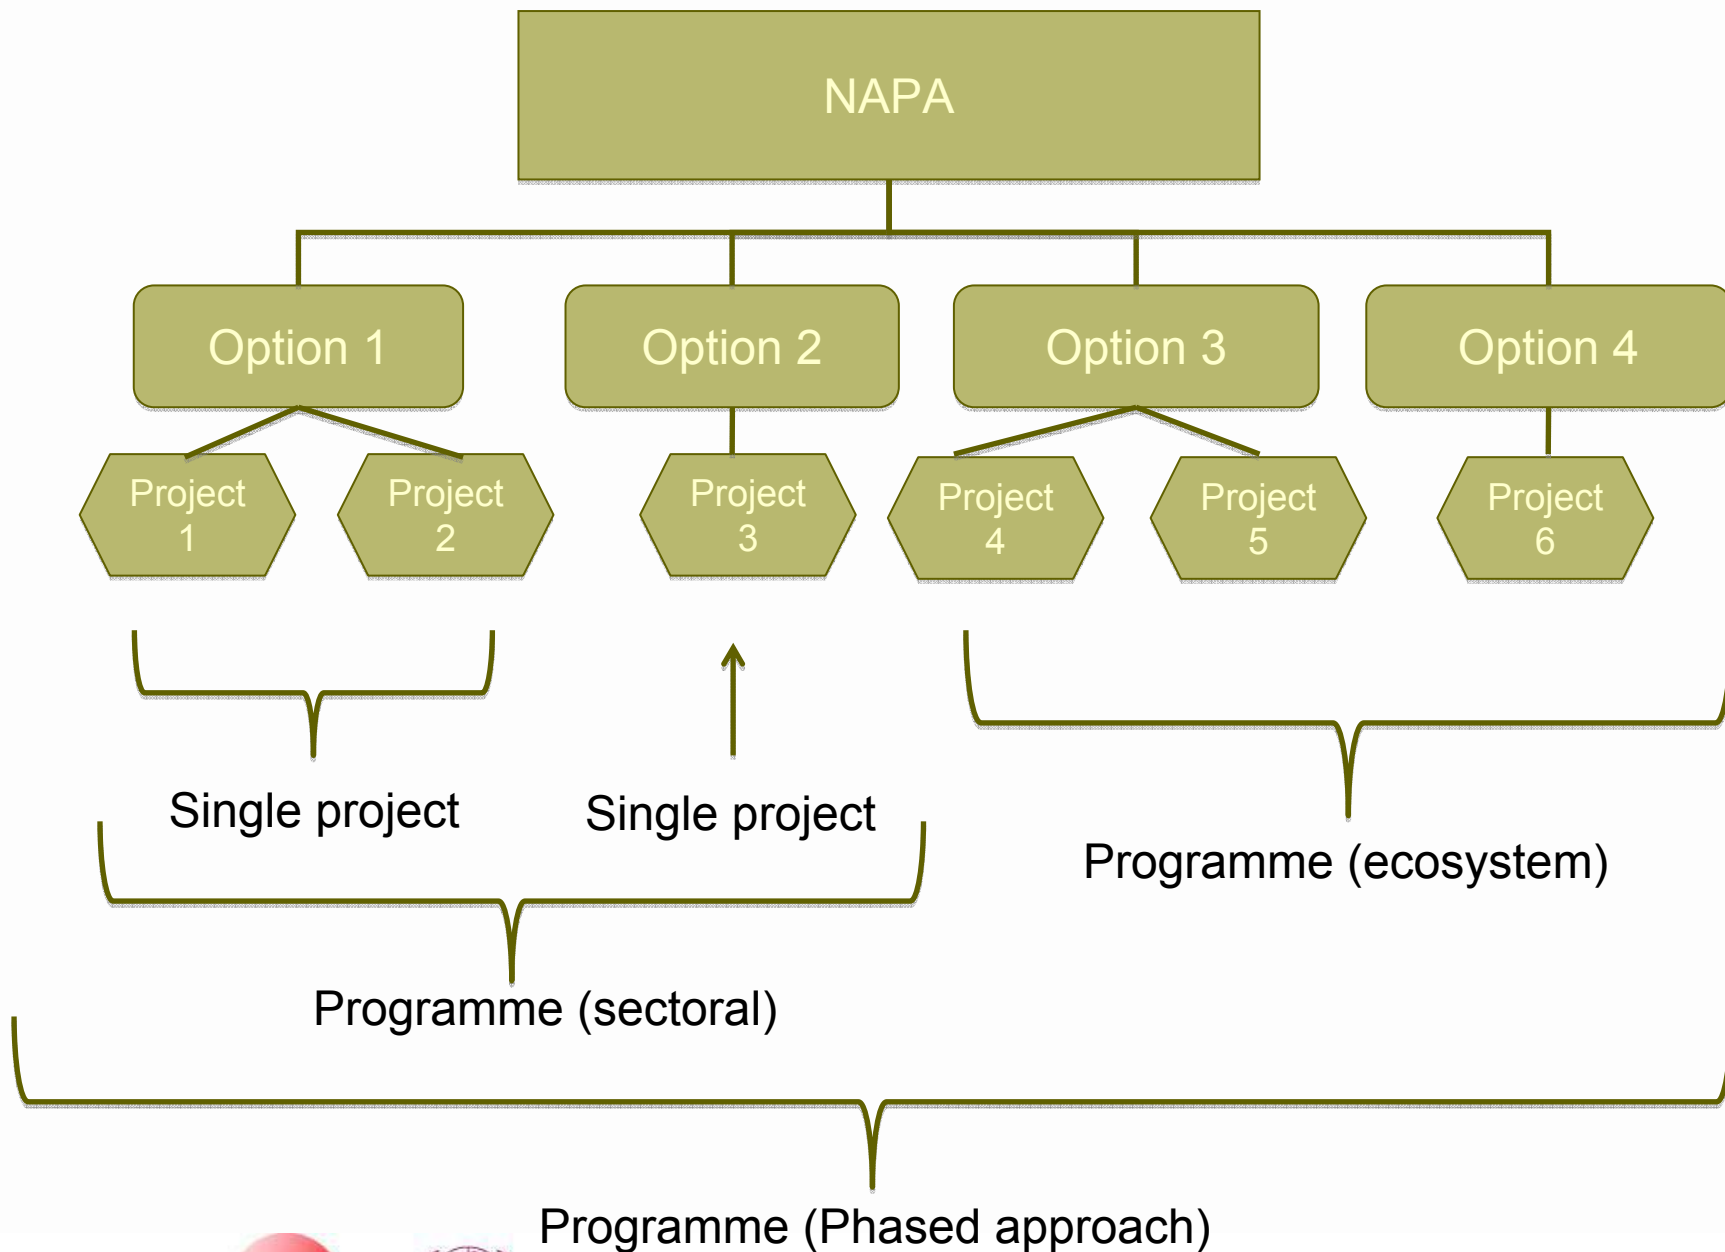 NAPA
Option 1
Option 2
Option 3
Option 4
Project
1
Project
2
Project
3
Project
4
Project
5
Project
6
Single project
Single project
Programme (ecosystem)
Programme (sectoral)
Programme (Phased approach)